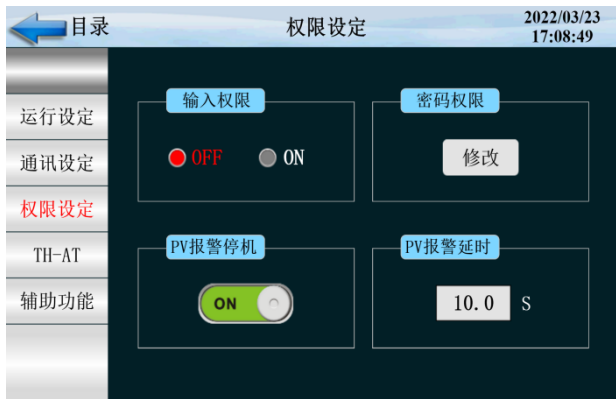 目录
权限设定
2022/03/23
17:08:49
运行设定
通讯设定
权限设定
TH-AT
辅助功能
输入权限
OFF
ON
密码权限
修改
PV报警停机
ON
PV报警延时
10.0 S